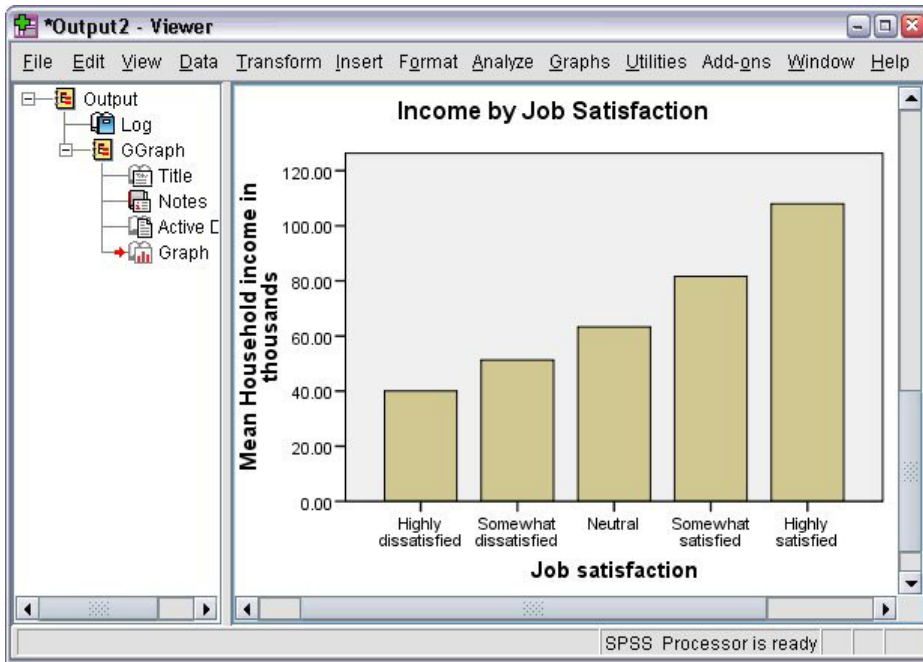 *Output2 - Viewer
File Edit View Data Transform Insert Format Analyze Graphs Utilities Add-ons Window Help
Output
Log
GGraph
Title
Notes
Active D
Graph
Income by Job Satisfaction
Mean Household income in
thousands
120.00
100.00
80.00
60.00
40.00
20.00
0.00
Highly
dissatisfied
Somewhat
dissatisfied
Neutral
Somewhat
satisfied
Highly
satisfied
Job satisfaction
SPSS Processor is ready